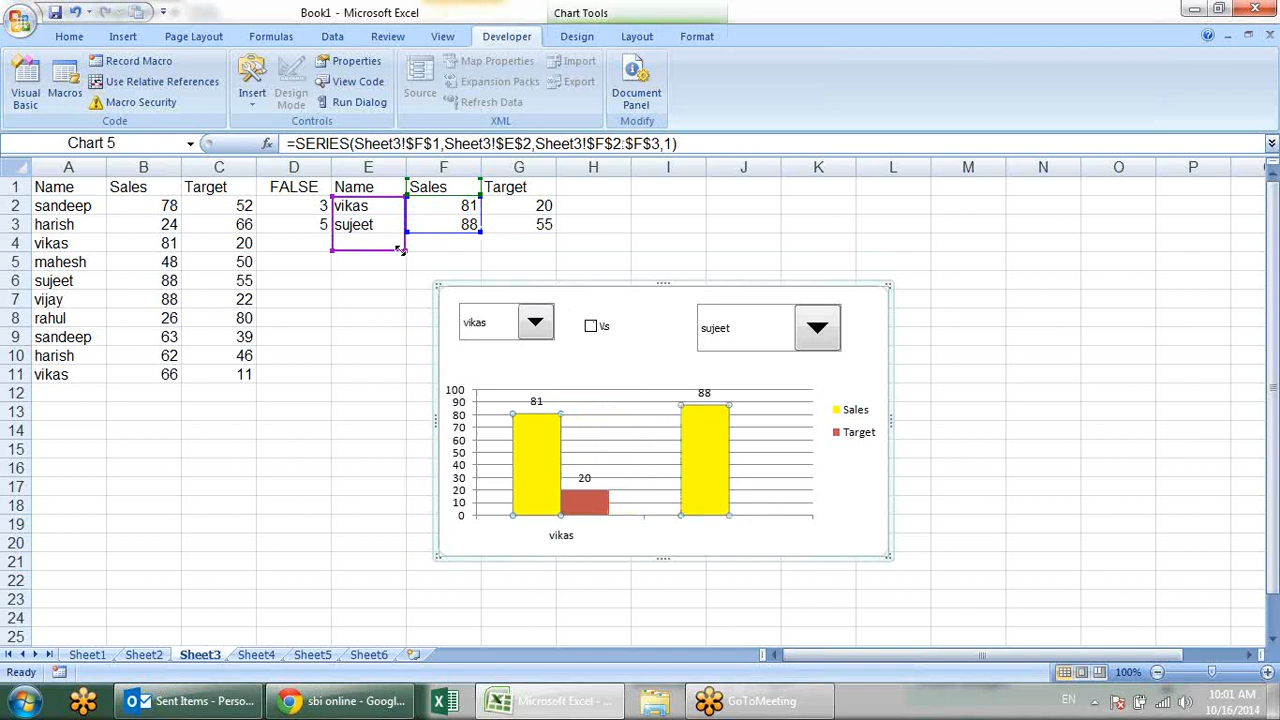 Book1 - Microsoft Excel
Chart Tools
Home Insert Page Layout Formulas Data Review View Developer Design Layout Format
Visual Basic
Macros
Record Macro
Use Relative References
Macro Security
Code
Insert
Design Mode
Properties
View Code
Run Dialog
Controls
Source
Map Properties
Expansion Packs
Refresh Data
Import
Export
XML
Document Panel
Modify
Chart 5
fx
=SERIES(Sheet3!$F$1,Sheet3!$E$2,Sheet3!$F$2:$F$3,1)
A B C D E F G H I J K L M N O P
1 Name Sales Target FALSE Name Sales Target
2 sandeep 78 52 3 vikas 81 20
3 harish 24 66 5 sujeet 88 55
4 vikas 81 20
5 mahesh 48 50
6 sujeet 88 55
7 vijay 88 22
8 rahul 26 80
9 sandeep 63 39
10 harish 62 46
11 vikas 66 11
12
13
14
15
16
17
18
19
20
21
22
23
24
25
vikas
Vs
sujeet
100
90
80
70
60
50
40
30
20
10
0
81
20
88
vikas
Sales
Target
Sheet1 Sheet2 Sheet3 Sheet4 Sheet5 Sheet6
Ready
100%
Sent Items - Perso...
sbi online - Googl...
Microsoft Excel - ...
GoToMeeting
EN
10:01 AM
10/16/2014